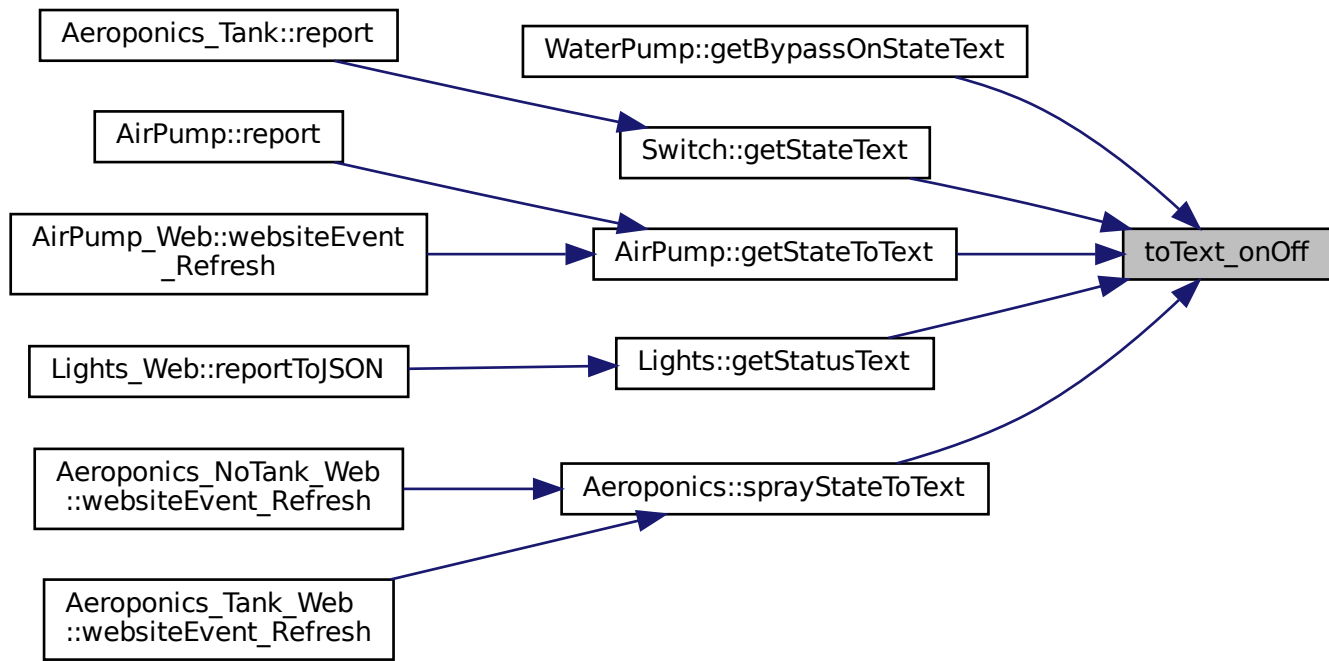 Aeroponics_Tank::report
WaterPump::getBypassOnStateText
AirPump::report
Switch::getStateText
AirPump_Web::websiteEvent
_Refresh
AirPump::getStateToText
toText_onOff
Lights_Web::reportToJSON
Lights::getStatusText
Aeroponics_NoTank_Web
::websiteEvent_Refresh
Aeroponics::sprayStateToText
Aeroponics_Tank_Web
::websiteEvent_Refresh